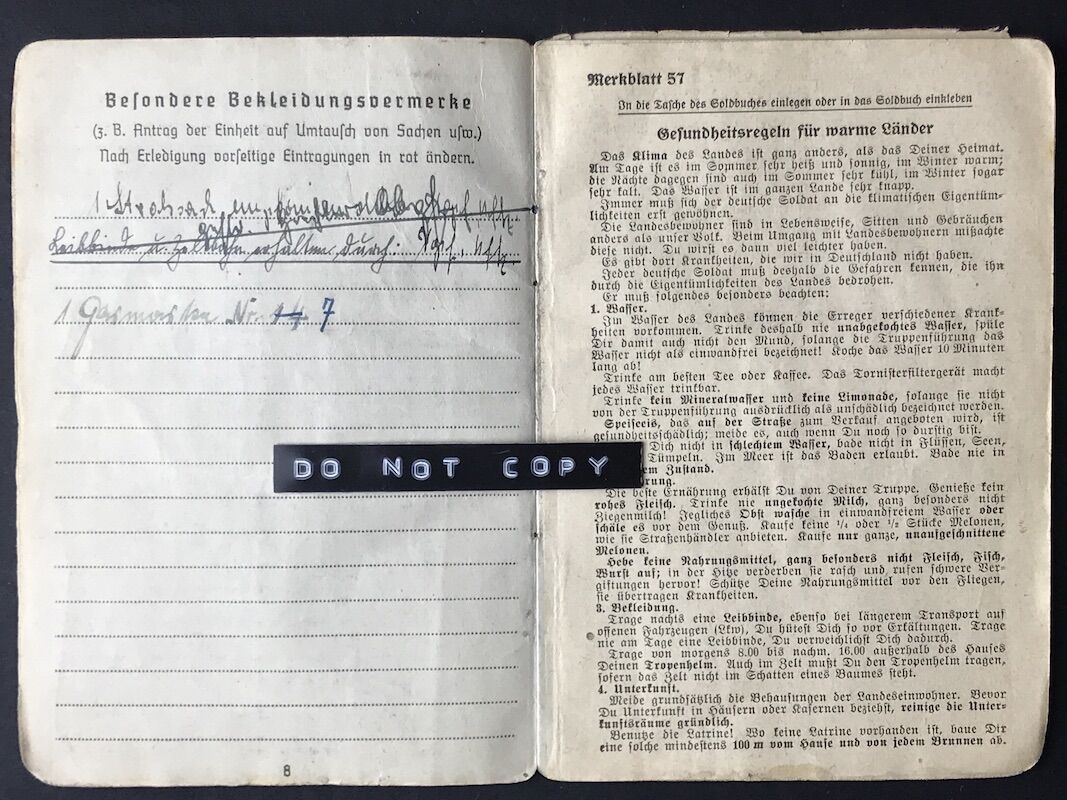 Besondere Bekleidungsvermerke
(z. B. Antrag der Einheit auf Umtausch von Sachen usw.)
Nach Erledigung vorseitige Eintragungen in rot ändern.
1
Leibbinde u. erhalten durch:
1 Gasmaske Nr. 14 7
8
Merkblatt 57
In die Tasche des Soldbuches einlegen oder in das Soldbuch einkleben
Gesundheitsregeln für warme Länder
Das Klima des Landes ist ganz anders, als das Deiner Heimat.
Am Tage ist es im Sommer sehr heiß und sonnig, im Winter warm;
die Nächte dagegen sind auch im Sommer sehr kühl, im Winter sogar
sehr kalt. Das Wasser ist im ganzen Lande sehr knapp.
Immer muß sich der deutsche Soldat an die klimatischen Eigentüm-
lichkeiten erst gewöhnen.
Die Landesbewohner sind in Lebensweise, Sitten und Gebräuchen
anders als unser Volk. Beim Umgang mit Landesbewohnern mißachte
diese nicht. Du wirst es dann viel leichter haben.
Es gibt dort Krankheiten, die wir in Deutschland nicht haben.
Jeder deutsche Soldat muß deshalb die Gefahren kennen, die ihn
durch die Eigentümlichkeiten des Landes bedrohen.
Er muß folgendes besonders beachten:
1. Wasser.
Im Wasser des Landes können die Erreger verschiedener Krank-
heiten vorkommen. Trinke deshalb nie unabgekochtes Wasser, spüle
Dir damit auch nicht den Mund, solange die Truppenführung das
Wasser nicht als einwandfrei bezeichnet! Koche das Wasser 10 Minuten
lang ab!
Trinke am besten Tee oder Kaffee. Das Tornisterfiltergerät macht
jedes Wasser trinkbar.
Trinke kein Mineralwasser und keine Limonade, solange sie nicht
von der Truppenführung ausdrücklich als unschädlich bezeichnet werden.
Speiseeis, das auf der Straße zum Verkauf angeboten wird, ist
gesundheitsschädlich; meide es, auch wenn Du noch so durstig bist.
Dich nicht in schlechtem Wasser, bade nicht in Flüssen, Seen,
Tümpeln. Im Meer ist das Baden erlaubt. Bade nie in
em Zustand.
DO NOT COPY
rung.
Die beste Ernährung erhältst Du von Deiner Truppe. Genieße kein
rohes Fleisch. Trinke nie ungekochte Milch, ganz besonders nicht
Ziegenmilch! Jegliches Obst wasche in einwandfreiem Wasser oder
schäle es vor dem Genuß. Kaufe keine 1/4 oder 1/2 Stücke Melonen,
wie sie Straßenhändler anbieten. Kaufe nur ganze, unaufgeschnittene
Melonen.
Hebe keine Nahrungsmittel, ganz besonders nicht Fleisch, Fisch,
Wurst auf; in der Hitze verderben sie rasch und rufen schwere Ver-
giftungen hervor! Schütze Deine Nahrungsmittel vor den Fliegen,
sie übertragen Krankheiten.
3. Bekleidung.
Trage nachts eine Leibbinde, ebenso bei längerem Transport auf
offenen Fahrzeugen (Lkw), Du hütest Dich so vor Erkältungen. Trage
nie am Tage eine Leibbinde, Du verweichlichst Dich dadurch.
Trage von morgens 8.00 bis nachm. 16.00 außerhalb des Hauses
Deinen Tropenhelm. Auch im Zelt mußt Du den Tropenhelm tragen,
sofern das Zelt nicht im Schatten eines Baumes steht.
4. Unterkunft.
Meide grundsätzlich die Behausungen der Landeseinwohner. Bevor
Du Unterkunft in Häusern oder Kasernen beziehst, reinige die Unter-
kunftsräume gründlich.
Benutze die Latrine! Wo keine Latrine vorhanden ist, baue Dir
eine solche mindestens 100 m vom Hause und von jedem Brunnen ab.